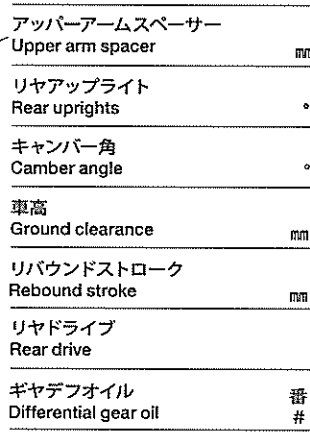 アッパーアームスペーサー
Upper arm spacer mm
リヤアップライト
Rear uprights °
キャンバー角
Camber angle °
車高
Ground clearance mm
リバウンドストローク
Rebound stroke mm
リヤドライブ
Rear drive
ギヤデフオイル 番
Differential gear oil #